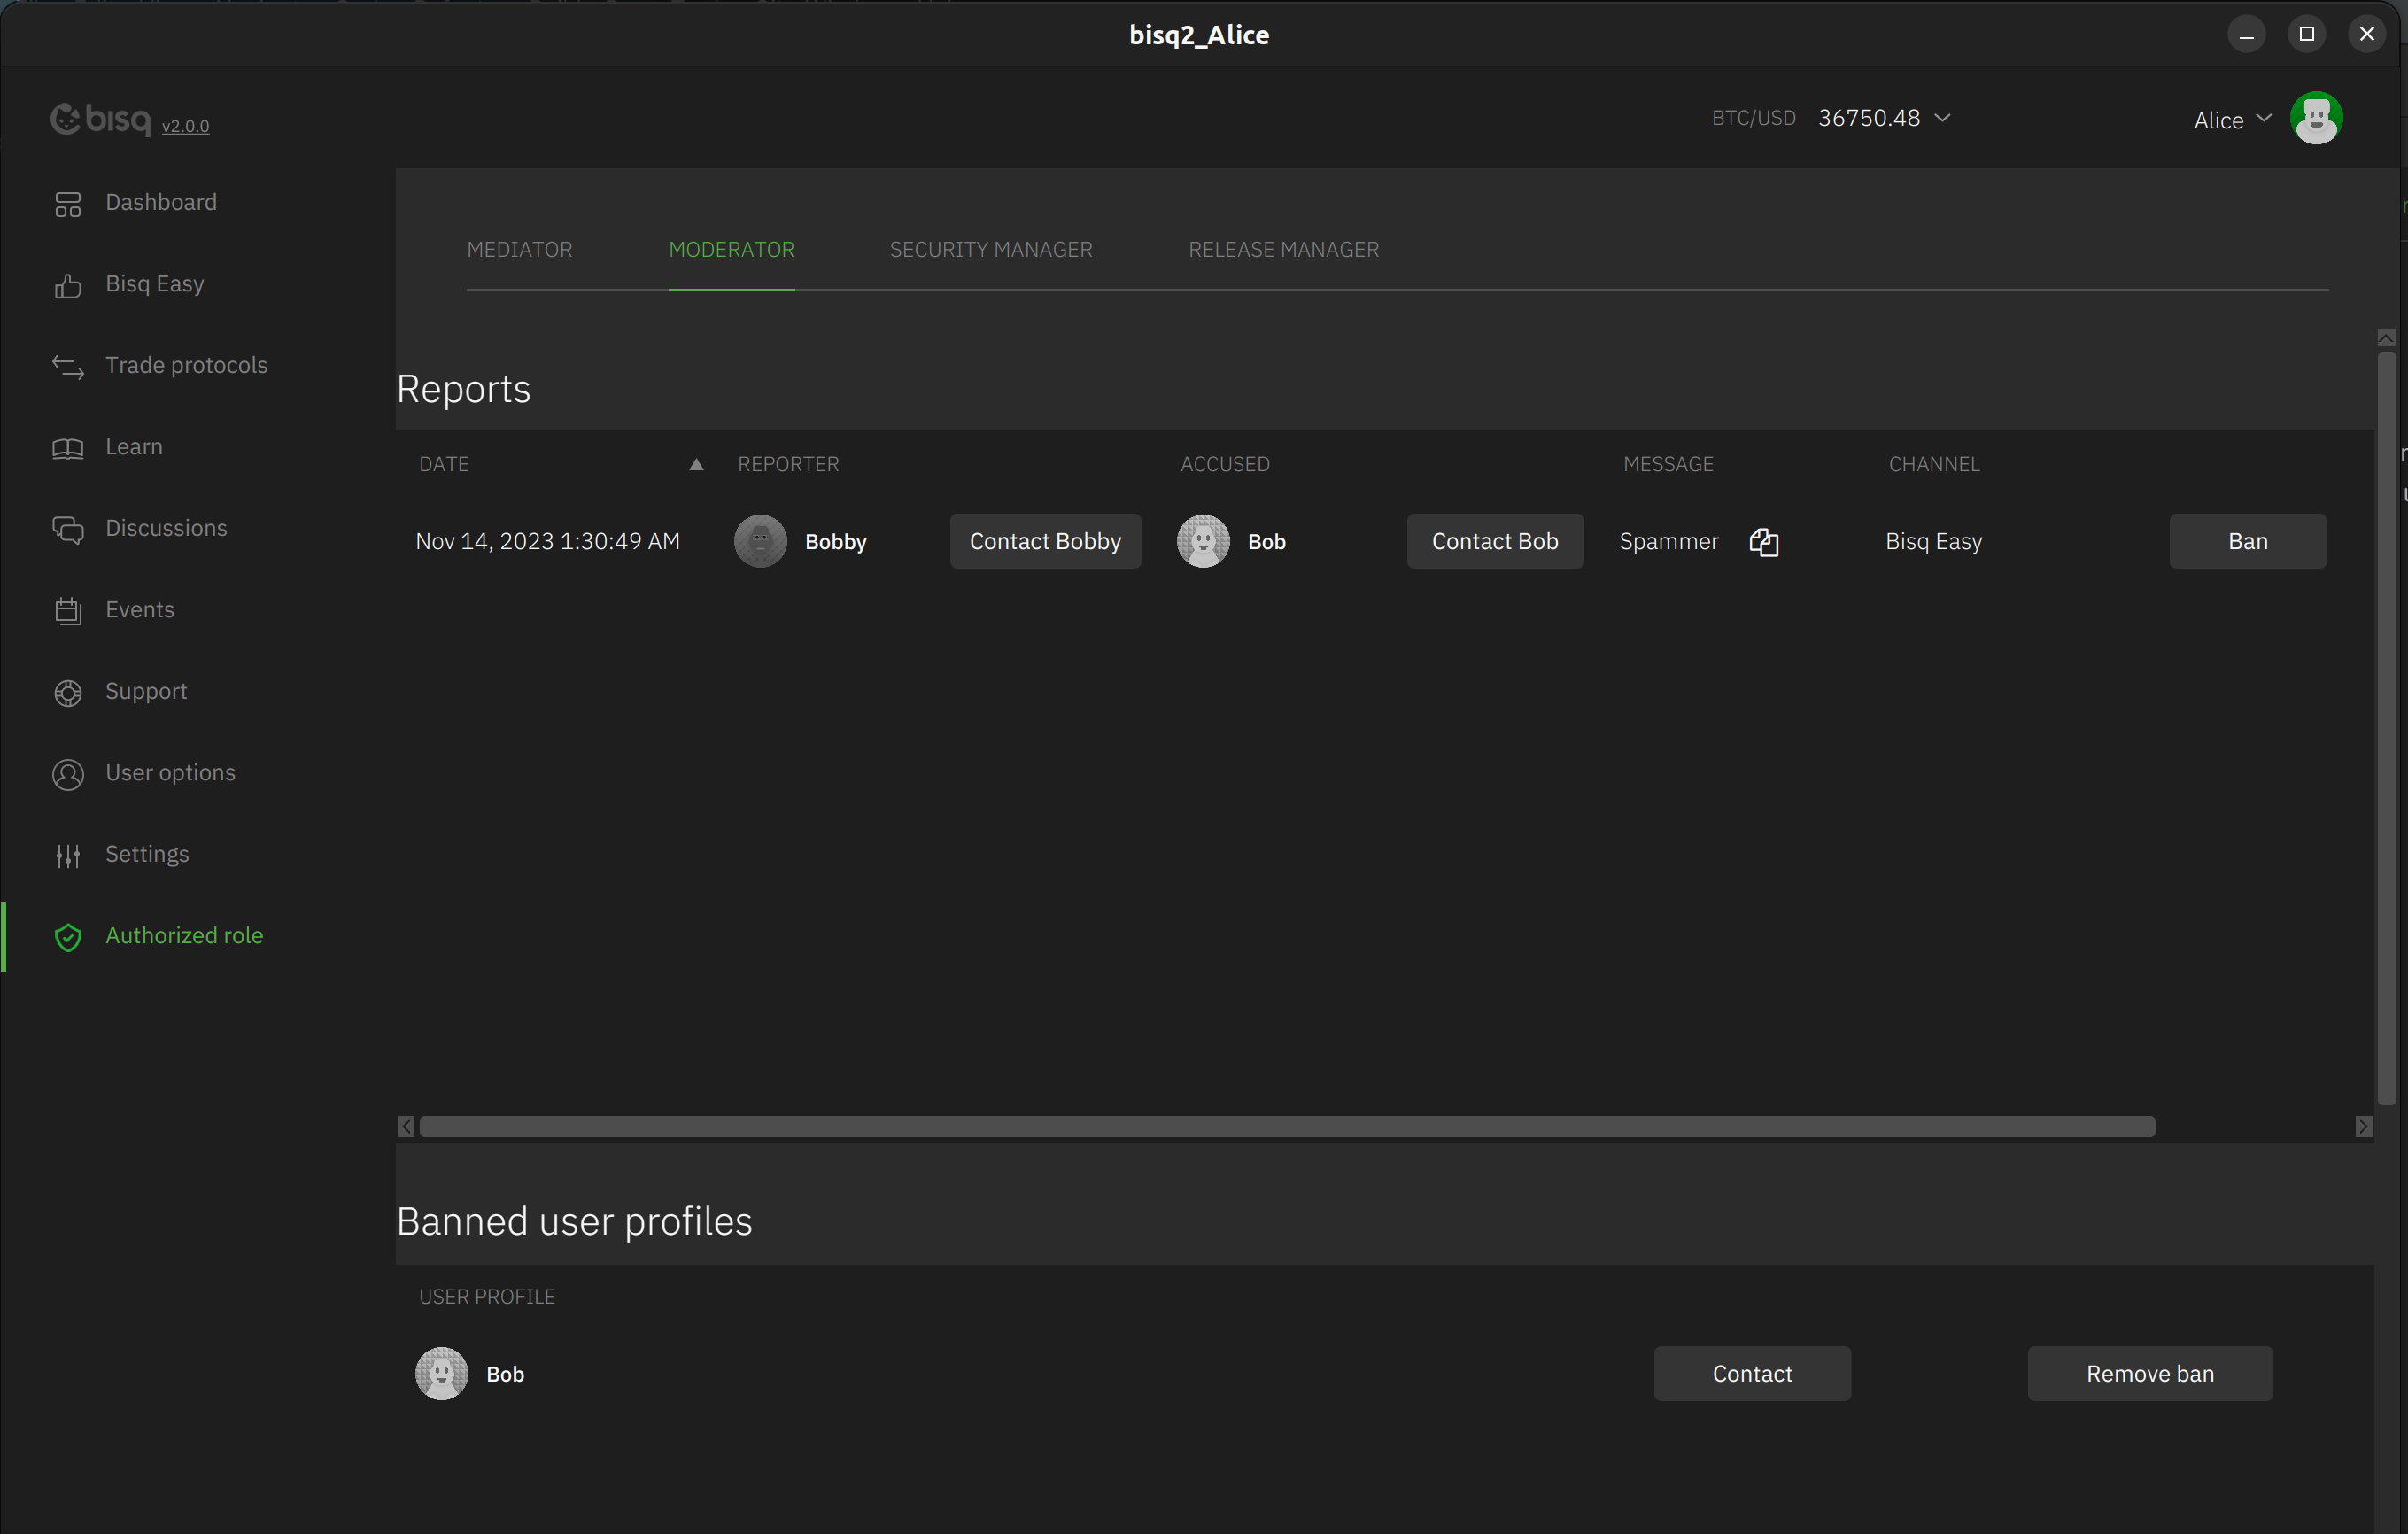 bisq2_Alice
bisq v2.0.0
BTC/USD 36750.48
Alice
Dashboard
Bisq Easy
Trade protocols
Learn
Discussions
Events
Support
User options
Settings
Authorized role
MEDIATOR MODERATOR SECURITY MANAGER RELEASE MANAGER
Reports
DATE REPORTER ACCUSED MESSAGE CHANNEL
Nov 14, 2023 1:30:49 AM Bobby Contact Bobby Bob Contact Bob Spammer Bisq Easy Ban
Banned user profiles
USER PROFILE
Bob Contact Remove ban